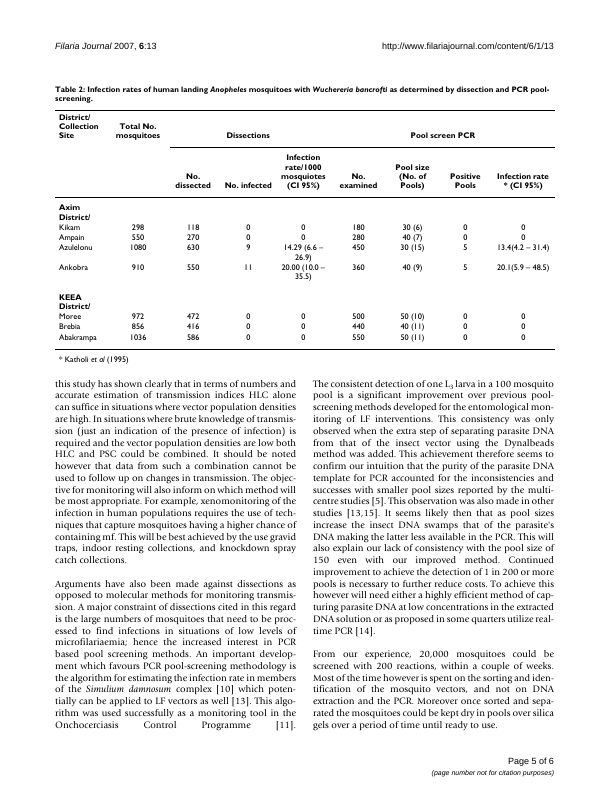 Filaria Journal 2007, 6:13
http://www.filariajournal.com/content/6/1/13
Table 2: Infection rates of human landing Anopheles mosquitoes with Wuchereria bancrofti as determined by dissection and PCR pool-
screening.
District/ Collection Site
Total No. mosquitoes
Dissections
Pool screen PCR
No. dissected
No. infected
Infection rate/1000 mosquiotes (CI 95%)
No. examined
Pool size (No. of Pools)
Positive Pools
Infection rate * (CI 95%)
Axim
District/
Kikam 298 118 0 0 180 30 (6) 0 0
Ampain 550 270 0 0 280 40 (7) 0 0
Azulelonu 1080 630 9 14.29 (6.6 – 26.9) 450 30 (15) 5 13.4(4.2 – 31.4)
Ankobra 910 550 11 20.00 (10.0 – 35.5) 360 40 (9) 5 20.1(5.9 – 48.5)
KEEA
District/
Moree 972 472 0 0 500 50 (10) 0 0
Brebia 856 416 0 0 440 40 (11) 0 0
Abakrampa 1036 586 0 0 550 50 (11) 0 0
* Katholi et al (1995)
this study has shown clearly that in terms of numbers and
accurate estimation of transmission indices HLC alone
can suffice in situations where vector population densities
are high. In situations where brute knowledge of transmis-
sion (just an indication of the presence of infection) is
required and the vector population densities are low both
HLC and PSC could be combined. It should be noted
however that data from such a combination cannot be
used to follow up on changes in transmission. The objec-
tive for monitoring will also inform on which method will
be most appropriate. For example, xenomonitoring of the
infection in human populations requires the use of tech-
niques that capture mosquitoes having a higher chance of
containing mf. This will be best achieved by the use gravid
traps, indoor resting collections, and knockdown spray
catch collections.
Arguments have also been made against dissections as
opposed to molecular methods for monitoring transmis-
sion. A major constraint of dissections cited in this regard
is the large numbers of mosquitoes that need to be proc-
essed to find infections in situations of low levels of
microfilariaemia; hence the increased interest in PCR
based pool screening methods. An important develop-
ment which favours PCR pool-screening methodology is
the algorithm for estimating the infection rate in members
of the Simulium damnosum complex [10] which poten-
tially can be applied to LF vectors as well [13]. This algo-
rithm was used successfully as a monitoring tool in the
Onchocerciasis Control Programme [11].
The consistent detection of one L3 larva in a 100 mosquito
pool is a significant improvement over previous pool-
screening methods developed for the entomological mon-
itoring of LF interventions. This consistency was only
observed when the extra step of separating parasite DNA
from that of the insect vector using the Dynalbeads
method was added. This achievement therefore seems to
confirm our intuition that the purity of the parasite DNA
template for PCR accounted for the inconsistencies and
successes with smaller pool sizes reported by the multi-
centre studies [5]. This observation was also made in other
studies [13,15]. It seems likely then that as pool sizes
increase the insect DNA swamps that of the parasite's
DNA making the latter less available in the PCR. This will
also explain our lack of consistency with the pool size of
150 even with our improved method. Continued
improvement to achieve the detection of 1 in 200 or more
pools is necessary to further reduce costs. To achieve this
however will need either a highly efficient method of cap-
turing parasite DNA at low concentrations in the extracted
DNA solution or as proposed in some quarters utilize real-
time PCR [14].
From our experience, 20,000 mosquitoes could be
screened with 200 reactions, within a couple of weeks.
Most of the time however is spent on the sorting and iden-
tification of the mosquito vectors, and not on DNA
extraction and the PCR. Moreover once sorted and sepa-
rated the mosquitoes could be kept dry in pools over silica
gels over a period of time until ready to use.
Page 5 of 6
(page number not for citation purposes)